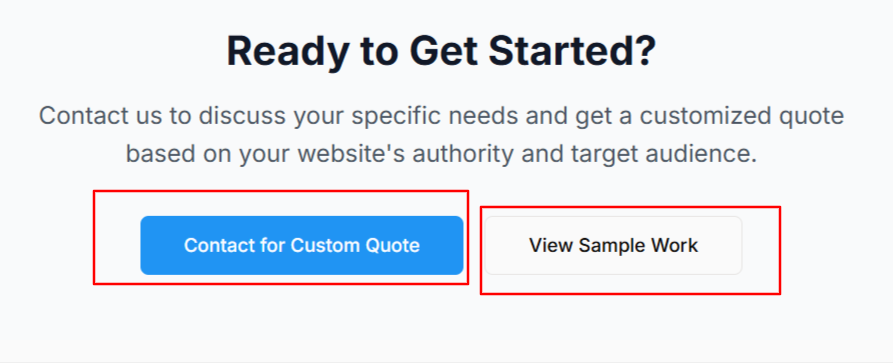 Ready to Get Started?
Contact us to discuss your specific needs and get a customized quote
based on your website's authority and target audience.
Contact for Custom Quote
View Sample Work